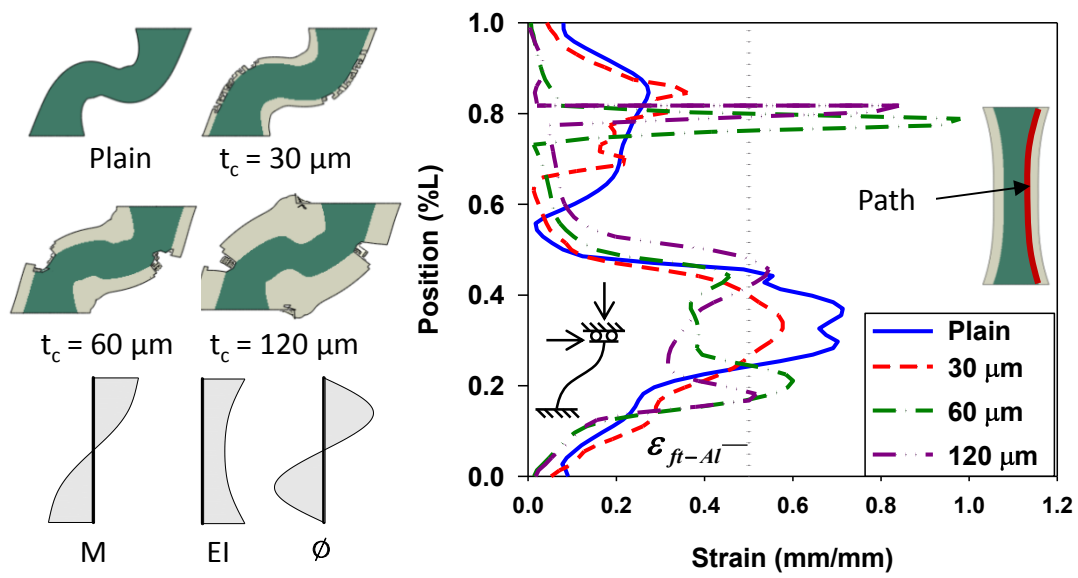 Plain
t_c = 30 μm
t_c = 60 μm
t_c = 120 μm
M
EI
Ø
Position (%L)
1.0
0.8
0.6
0.4
0.2
0.0
0.0 0.2 0.4 0.6 0.8 1.0 1.2
Strain (mm/mm)
Path
ε_ft−Al
Plain
30 μm
60 μm
120 μm